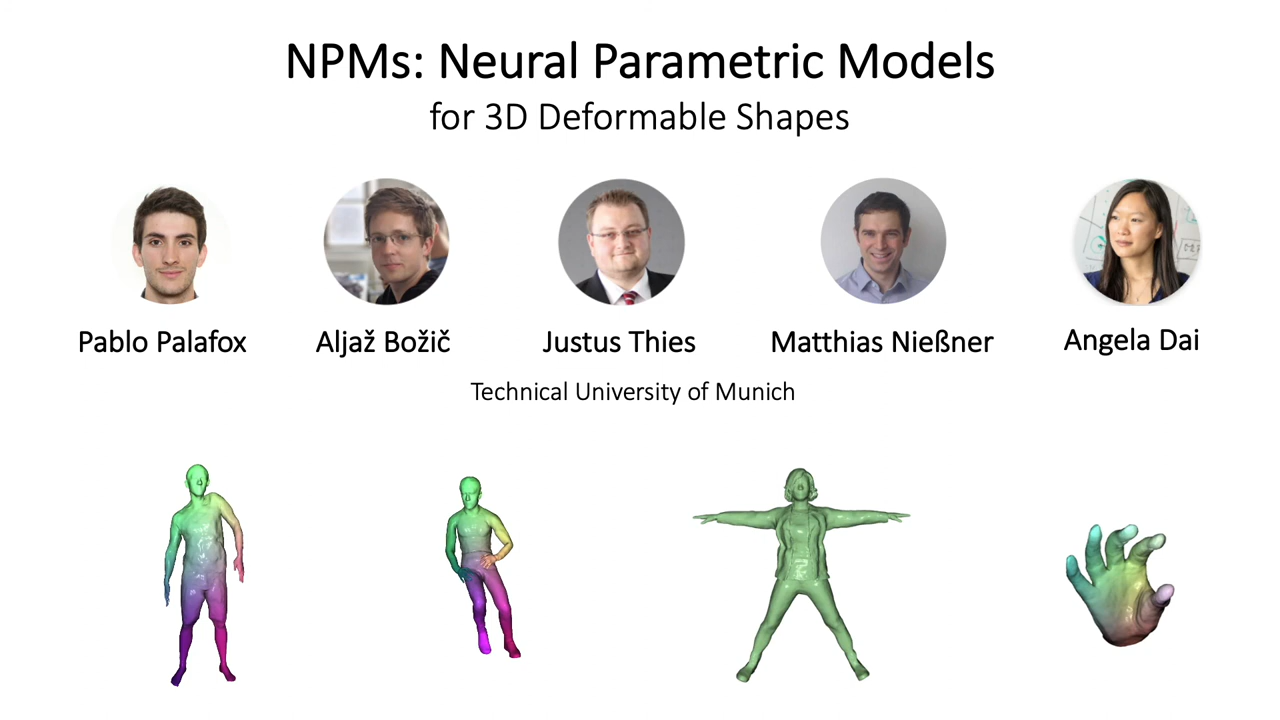 NPMs: Neural Parametric Models
for 3D Deformable Shapes
Pablo Palafox
Aljaž Božič
Justus Thies
Matthias Nießner
Angela Dai
Technical University of Munich